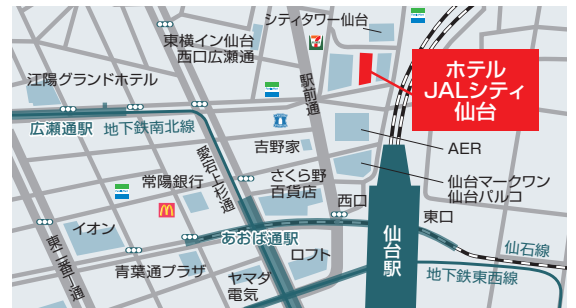 シティタワー仙台
東横イン仙台
西口広瀬通
江陽グランドホテル
駅前通
ホテル
JALシティ
仙台
広瀬通駅
地下鉄南北線
愛宕上杉通
吉野家
AER
常陽銀行
さくら野
百貨店
仙台マークワン
仙台パルコ
西口
東口
仙台駅
イオン
あおば通駅
仙石線
東二番丁通
青葉通プラザ
ロフト
ヤマダ
電気
地下鉄東西線